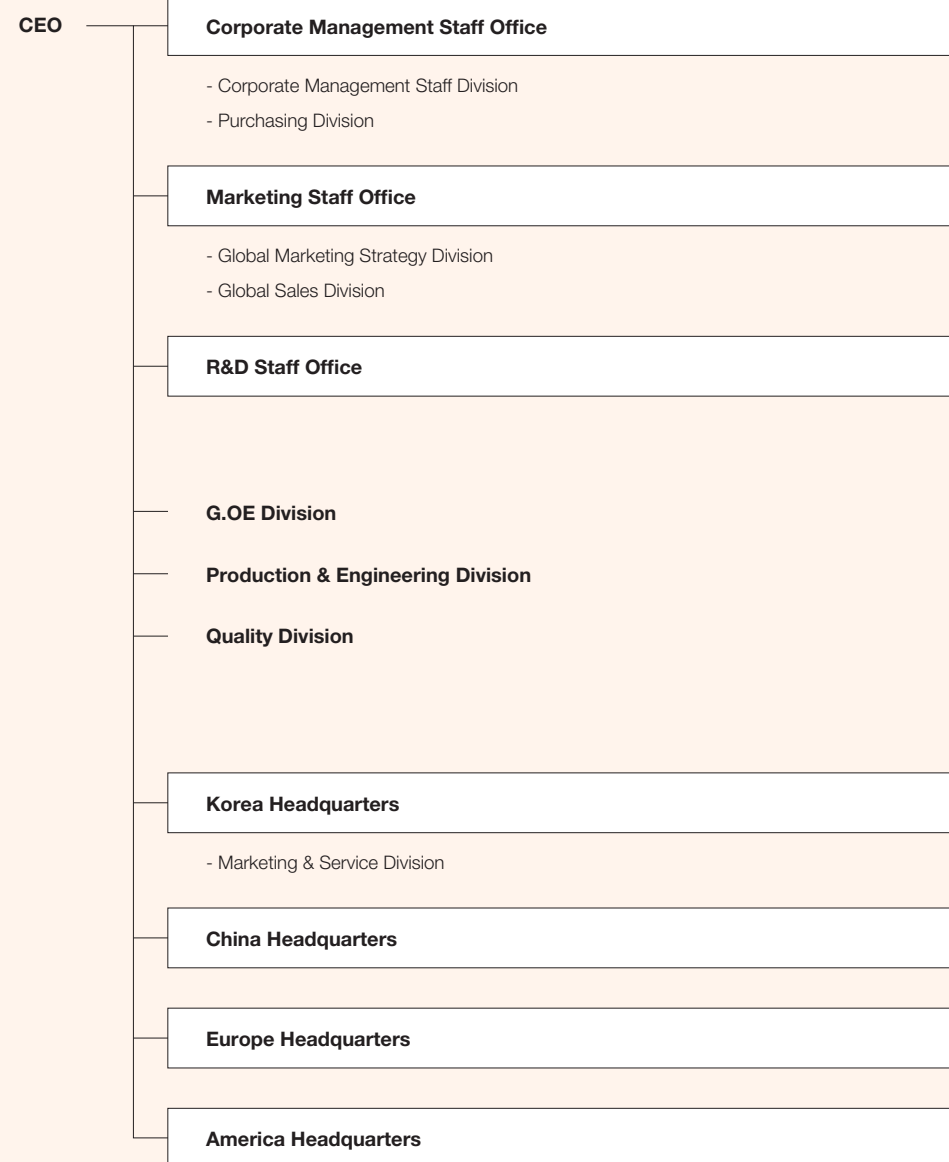 CEO
Corporate Management Staff Office
- Corporate Management Staff Division
- Purchasing Division
Marketing Staff Office
- Global Marketing Strategy Division
- Global Sales Division
R&D Staff Office
G.OE Division
Production & Engineering Division
Quality Division
Korea Headquarters
- Marketing & Service Division
China Headquarters
Europe Headquarters
America Headquarters